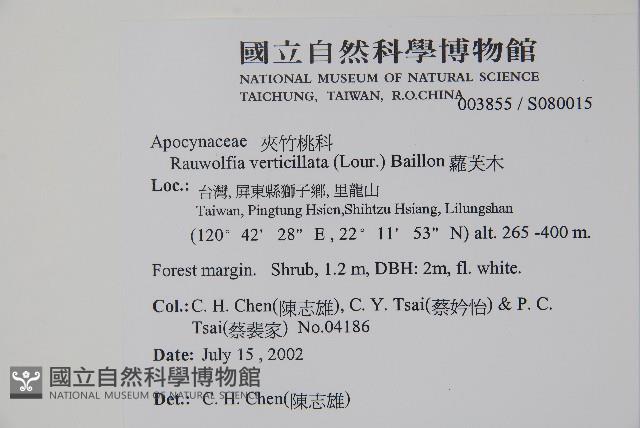 國立自然科學博物館
NATIONAL MUSEUM OF NATURAL SCIENCE
TAICHUNG, TAIWAN, R.O.CHINA
003855 / S080015
Apocynaceae 夾竹桃科
Rauwolfia verticillata (Lour.) Baillon 蘿芙木
Loc.: 台灣, 屏東縣獅子鄉, 里龍山
Taiwan, Pingtung Hsien,Shihtzu Hsiang, Lilungshan
(120° 42' 28" E , 22° 11' 53" N) alt. 265 -400 m.
Forest margin. Shrub, 1.2 m, DBH: 2m, fl. white.
Col.: C. H. Chen(陳志雄), C. Y. Tsai(蔡妗怡) & P. C.
Tsai(蔡裴家) No.04186
Date: July 15 , 2002
Det.: C. H. Chen(陳志雄)
國立自然科學博物館
NATIONAL MUSEUM OF NATURAL SCIENCE